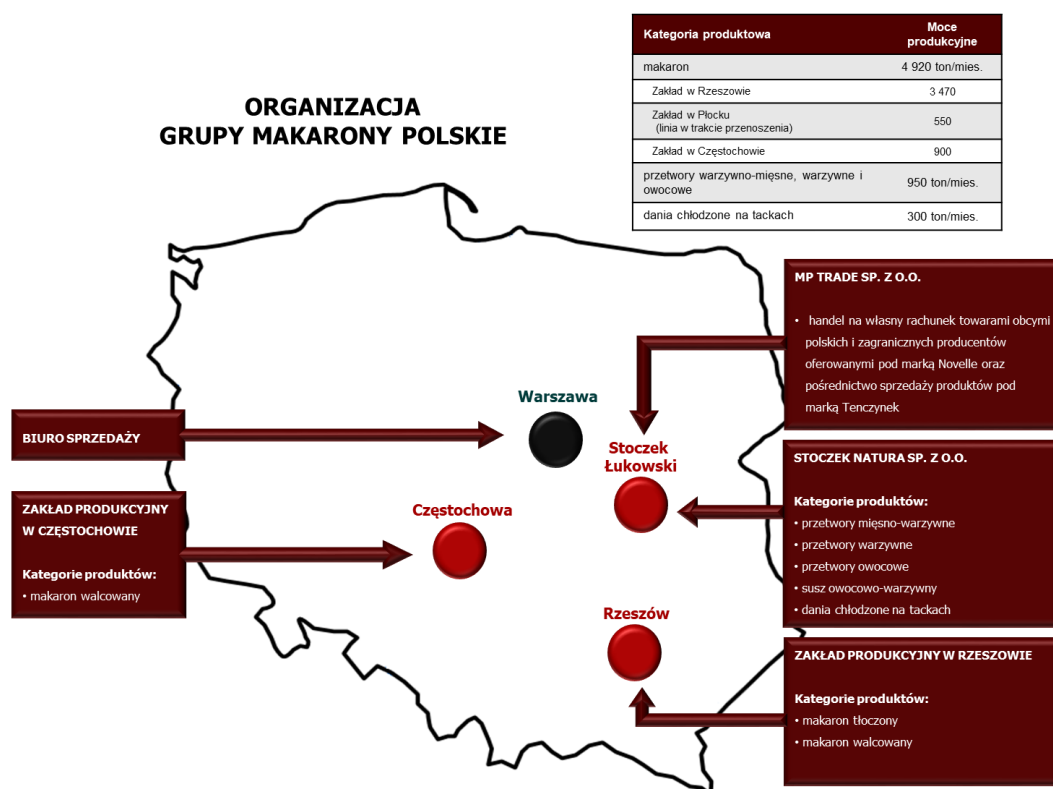 Kategoria produktowa
Moce
produkcyjne
makaron
4 920 ton/mies.
Zakład w Rzeszowie
3 470
Zakład w Płocku
(linia w trakcie przenoszenia)
550
Zakład w Częstochowie
900
przetwory warzywno-mięsne, warzywne i
owocowe
950 ton/mies.
dania chłodzone na tackach
300 ton/mies.
ORGANIZACJA
GRUPY MAKARONY POLSKIE
MP TRADE SP. Z O.O.
• handel na własny rachunek towarami obcymi
polskich i zagranicznych producentów
oferowanymi pod marką Novelle oraz
pośrednictwo sprzedaży produktów pod
marką Tenczynek
Warszawa
BIURO SPRZEDAŻY
Stoczek
Łukowski
STOCZEK NATURA SP. Z O.O.
Kategorie produktów:
• przetwory mięsno-warzywne
• przetwory warzywne
• przetwory owocowe
• susz owocowo-warzywny
• dania chłodzone na tackach
ZAKŁAD PRODUKCYJNY
W CZĘSTOCHOWIE
Kategorie produktów:
• makaron walcowany
Częstochowa
Rzeszów
ZAKŁAD PRODUKCYJNY W RZESZOWIE
Kategorie produktów:
• makaron tłoczony
• makaron walcowany